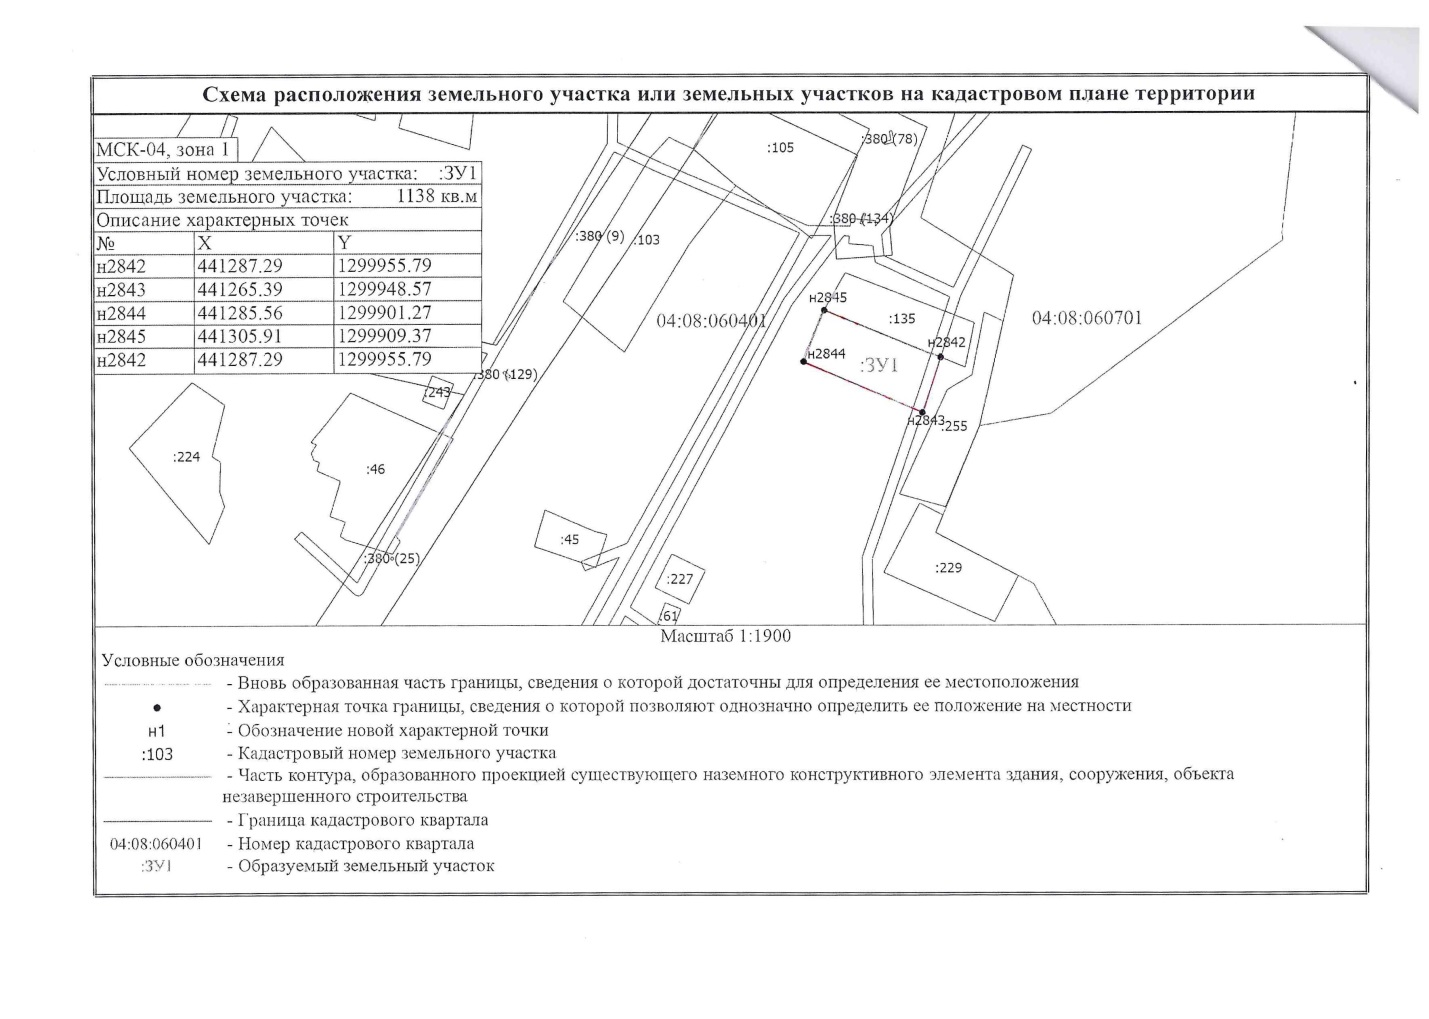 Схема расположения земельного участка или земельных участков на кадастровом плане территории
МСК-04, зона 1
Условный номер земельного участка: :ЗУ1
Площадь земельного участка: 1138 кв.м
Описание характерных точек
№ X Y
н2842 441287.29 1299955.79
н2843 441265.39 1299948.57
н2844 441285.56 1299901.27
н2845 441305.91 1299909.37
н2842 441287.29 1299955.79
:105
:380 (78)
:380 (134)
:380 (9)
:103
н2845
04:08:060401
:135
04:08:060701
н2842
н2844
:ЗУ1
:380 (129)
:243
н2843
:255
:224
:46
:45
:380 (25)
:229
:227
:61
Масштаб 1:1900
Условные обозначения
- Вновь образованная часть границы, сведения о которой достаточны для определения ее местоположения
- Характерная точка границы, сведения о которой позволяют однозначно определить ее положение на местности
н1 - Обозначение новой характерной точки
:103 - Кадастровый номер земельного участка
- Часть контура, образованного проекцией существующего наземного конструктивного элемента здания, сооружения, объекта
незавершенного строительства
- Граница кадастрового квартала
04:08:060401 - Номер кадастрового квартала
:ЗУ1 - Образуемый земельный участок